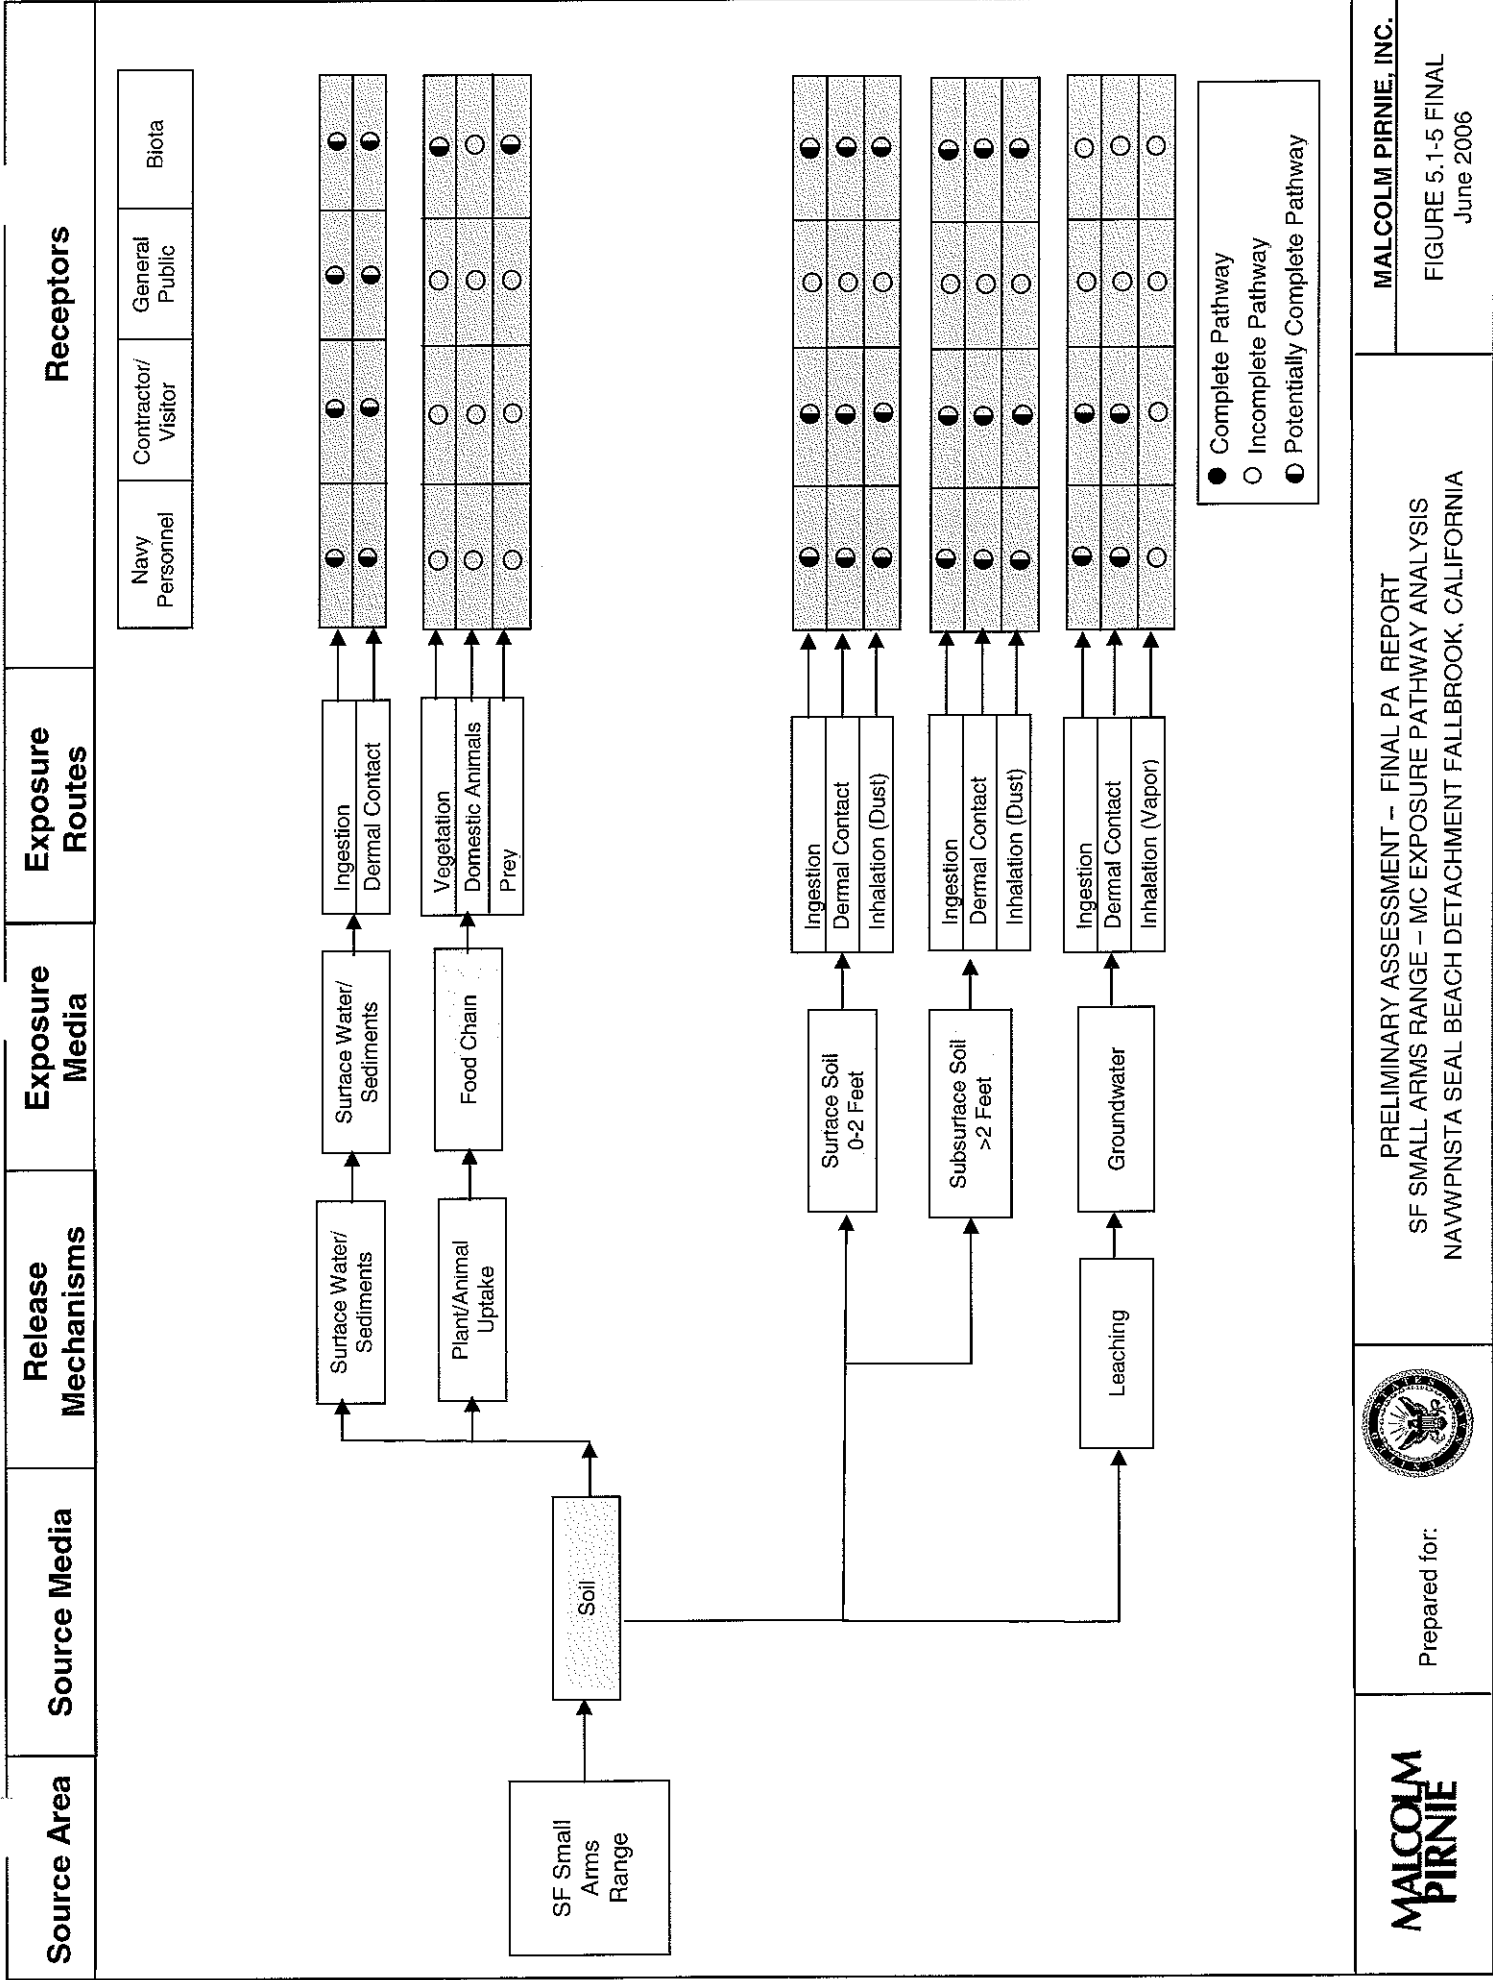 Source Area
Source Media
Release
Mechanisms
Exposure
Media
Exposure
Routes
Receptors
Navy
Personnel
Contractor/
Visitor
General
Public
Biota
SF Small
Arms
Range
Soil
Surface Water/
Sediments
Surface Water/
Sediments
Ingestion
Dermal Contact
Plant/Animal
Uptake
Food Chain
Vegetation
Domestic Animals
Prey
Surface Soil
0-2 Feet
Ingestion
Dermal Contact
Inhalation (Dust)
Subsurface Soil
>2 Feet
Ingestion
Dermal Contact
Inhalation (Dust)
Leaching
Groundwater
Ingestion
Dermal Contact
Inhalation (Vapor)
Complete Pathway
Incomplete Pathway
Potentially Complete Pathway
MALCOLM
PIRNIE
Prepared for:
PRELIMINARY ASSESSMENT – FINAL PA REPORT
SF SMALL ARMS RANGE – MC EXPOSURE PATHWAY ANALYSIS
NAVWPNSTA SEAL BEACH DETACHMENT FALLBROOK, CALIFORNIA
MALCOLM PIRNIE, INC.
FIGURE 5.1-5 FINAL
June 2006